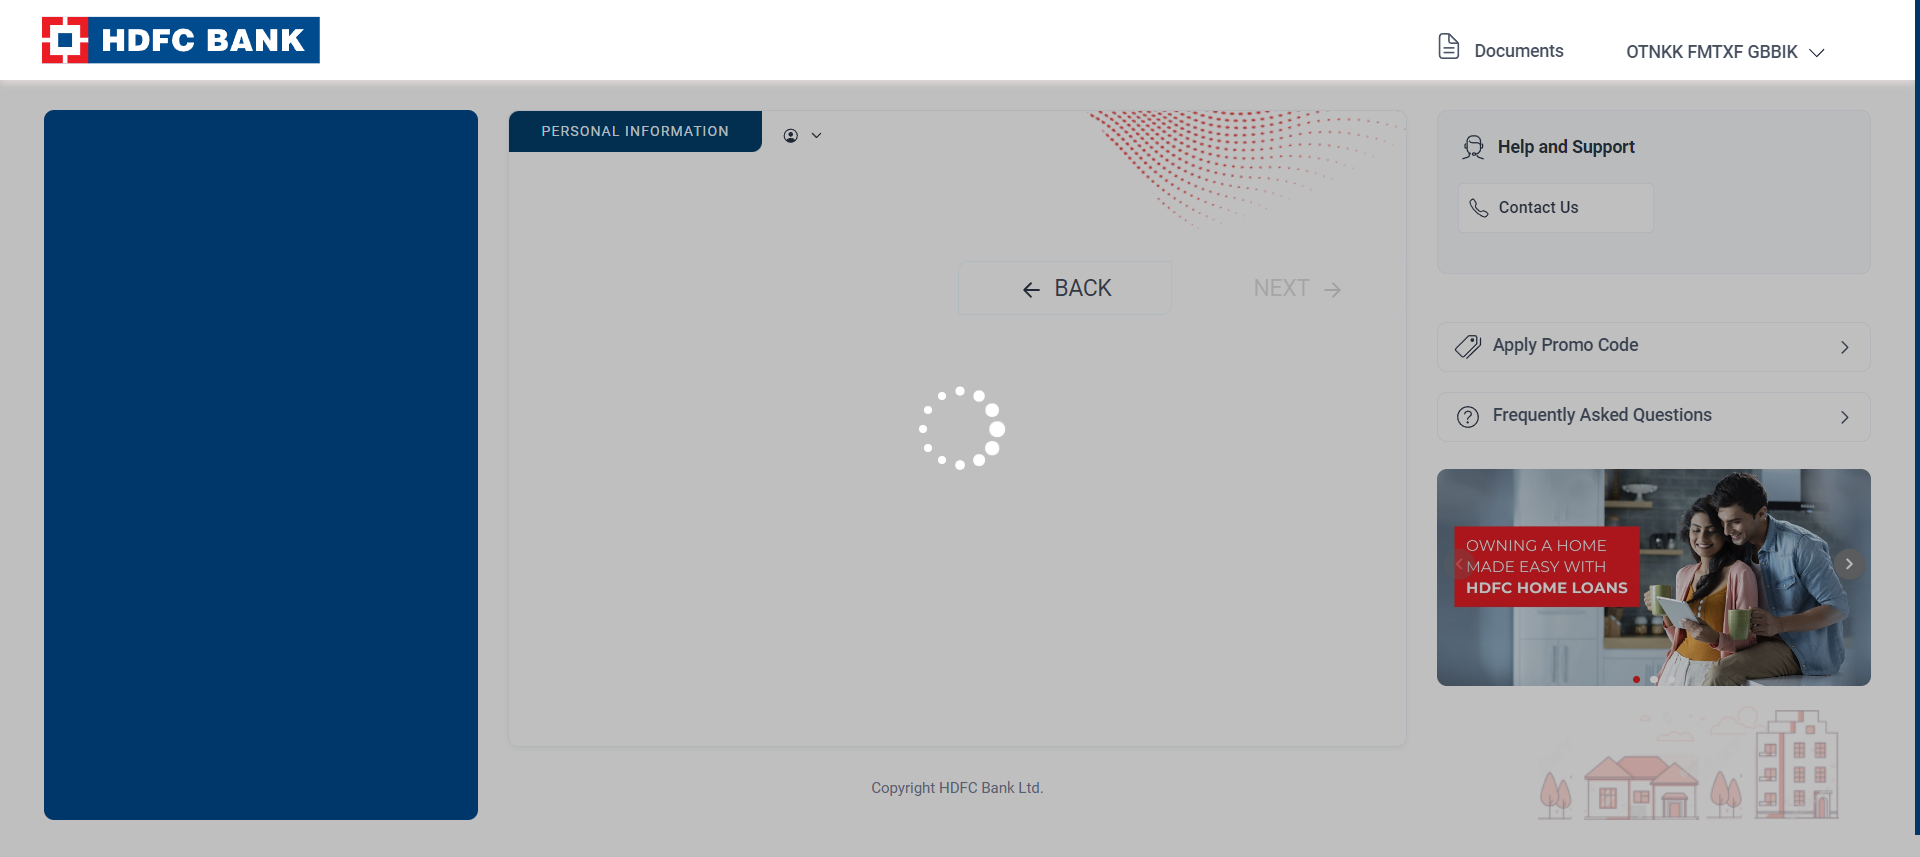 HDFC BANK
Documents
OTNKK FMTXF GBBIK
PERSONAL INFORMATION
BACK
NEXT
Help and Support
Contact Us
Apply Promo Code
Frequently Asked Questions
OWNING A HOME
MADE EASY WITH
HDFC HOME LOANS
Copyright HDFC Bank Ltd.